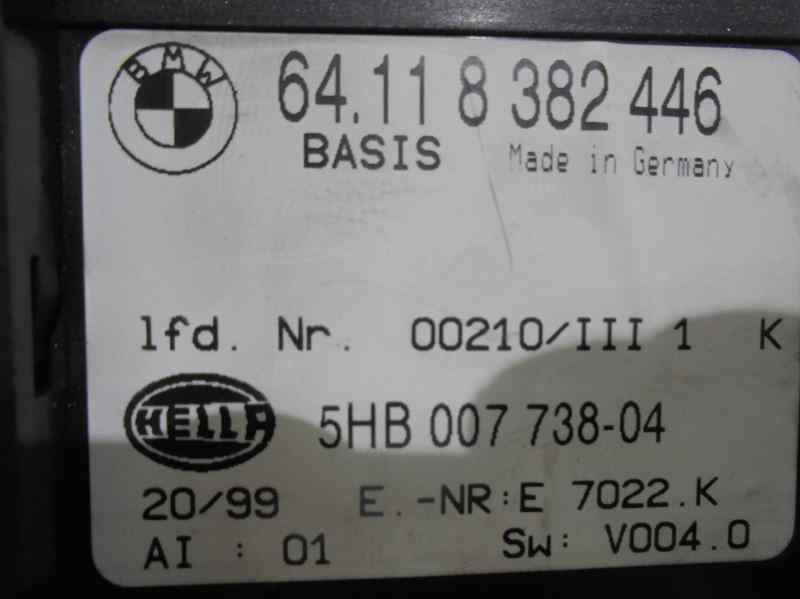 BMW
64.11 8 382 446
BASIS Made in Germany
lfd. Nr. 00210/III 1 K
HELLA 5HB 007 738-04
20/99 E.-NR:E 7022.K
AI : 01 Sw: V004.0